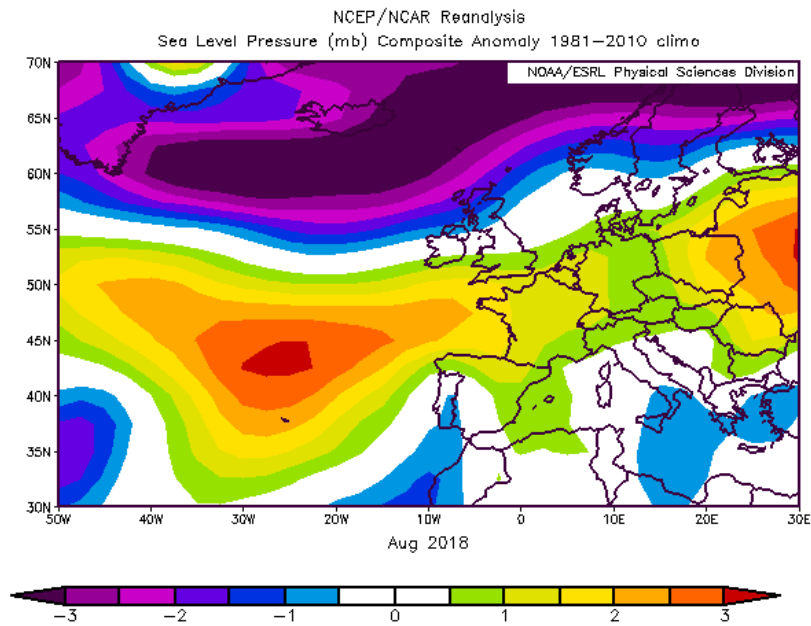 NCEP/NCAR Reanalysis
Sea Level Pressure (mb) Composite Anomaly 1981−2010 climo
NOAA/ESRL Physical Sciences Division
70N
65N
60N
55N
50N
45N
40N
35N
30N
50W 40W 30W 20W 10W 0 10E 20E 30E
Aug 2018
−3 −2 −1 0 1 2 3